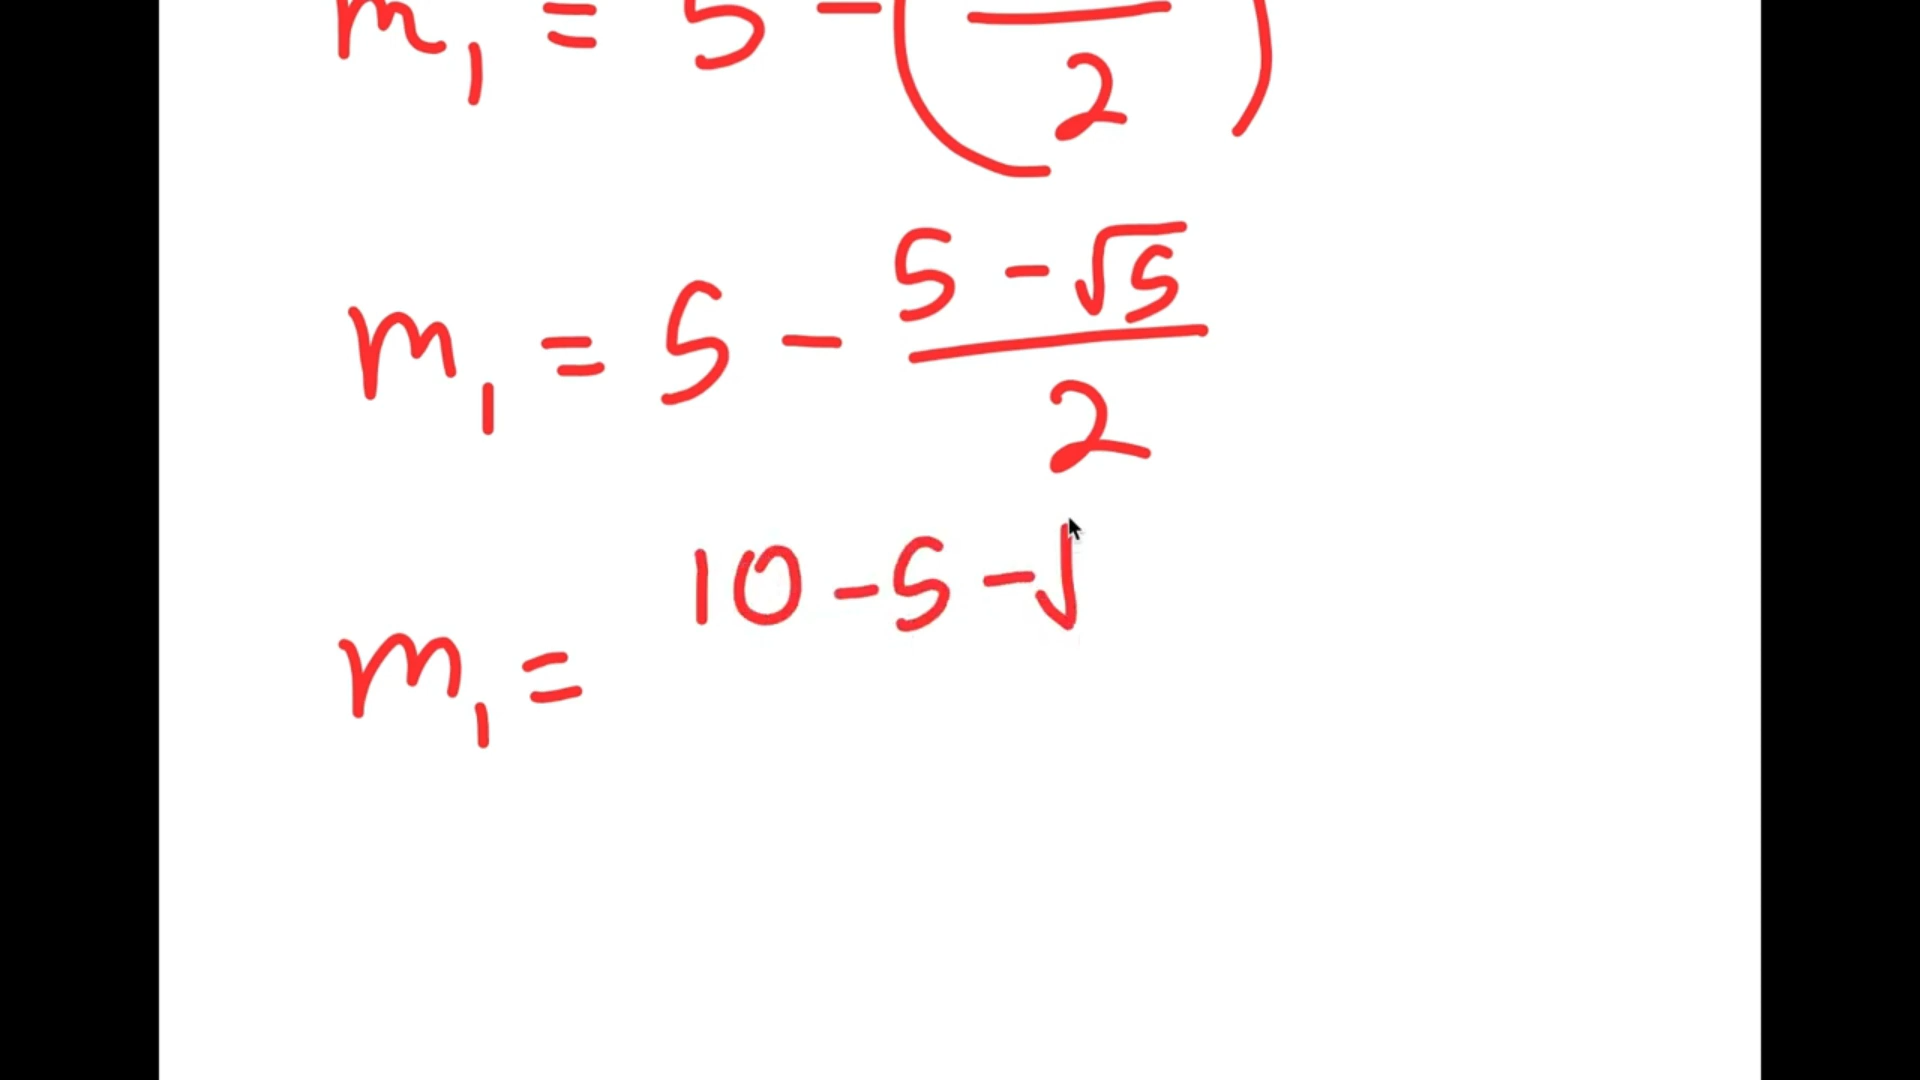 m₁ = 5 - ( — / 2 )
m₁ = 5 - (5 - √5) / 2
m₁ = 10 - 5 - √